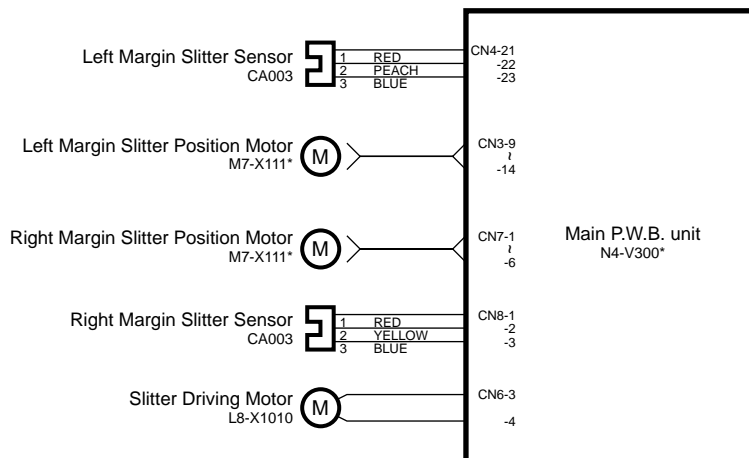 Left Margin Slitter Sensor
CA003
1 RED
2 PEACH
3 BLUE
CN4-21
-22
-23
Left Margin Slitter Position Motor
M7-X111*
M
CN3-9
~
-14
Right Margin Slitter Position Motor
M7-X111*
M
CN7-1
~
-6
Main P.W.B. unit
N4-V300*
Right Margin Slitter Sensor
CA003
1 RED
2 YELLOW
3 BLUE
CN8-1
-2
-3
Slitter Driving Motor
L8-X1010
M
CN6-3
-4